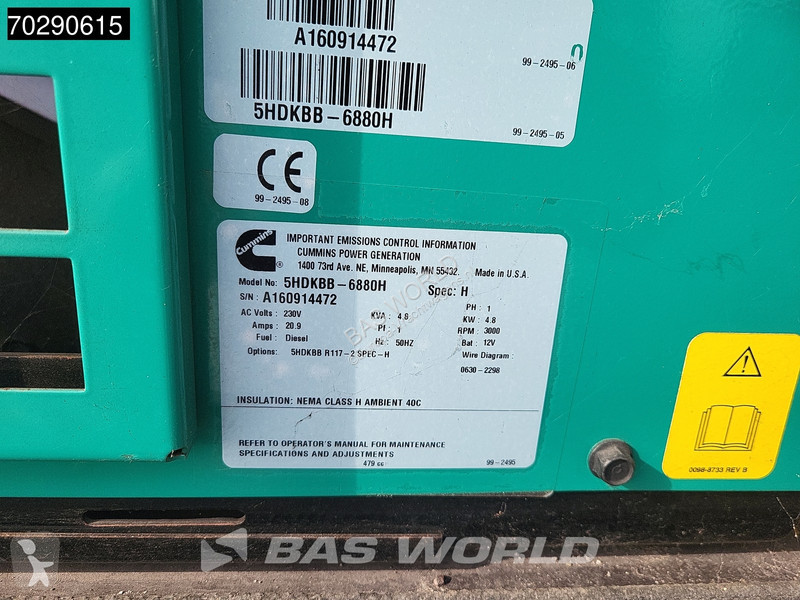 70290615
A160914472
99-2495-06
5HDKBB-6880H
99-2495-05
CE
99-2495-08
Cummins
IMPORTANT EMISSIONS CONTROL INFORMATION
CUMMINS POWER GENERATION
1400 73rd Ave. NE, Minneapolis, MN 55432. Made in U.S.A.
Model No: 5HDKBB-6880H Spec: H
S/N: A160914472
AC Volts: 230V KVA: 4.8 PH: 1
Amps: 20.9 Pf: 1 KW: 4.8
Fuel: Diesel Hz: 50HZ RPM: 3000
Bat: 12V
Options: 5HDKBB R117-2 SPEC-H Wire Diagram:
0630-2298
INSULATION: NEMA CLASS H AMBIENT 40C
REFER TO OPERATOR'S MANUAL FOR MAINTENANCE
SPECIFICATIONS AND ADJUSTMENTS
479 66
99-2495
0098-8733 REV B
BAS WORLD
BAS WORLD